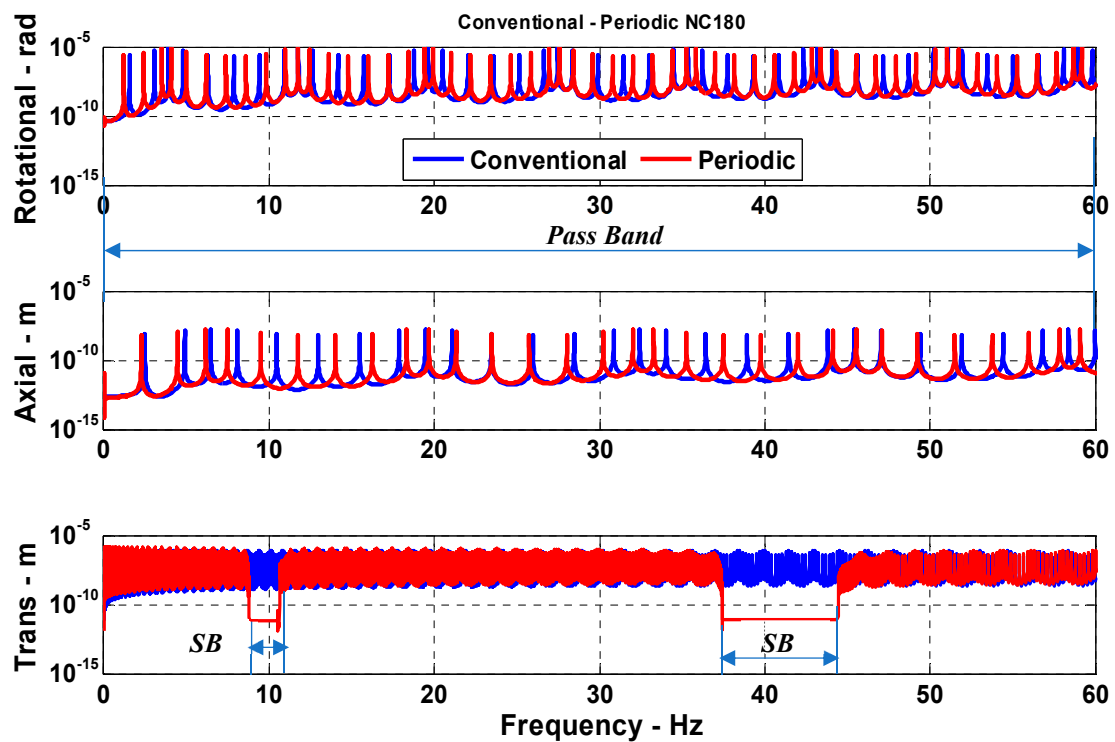 Conventional - Periodic NC180
Rotational - rad
10-5
10-10
10-15
Conventional Periodic
0 10 20 30 40 50 60
Pass Band
Axial - m
10-5
10-10
10-15
0 10 20 30 40 50 60
Trans - m
10-5
10-10
10-15
SB SB
0 10 20 30 40 50 60
Frequency - Hz